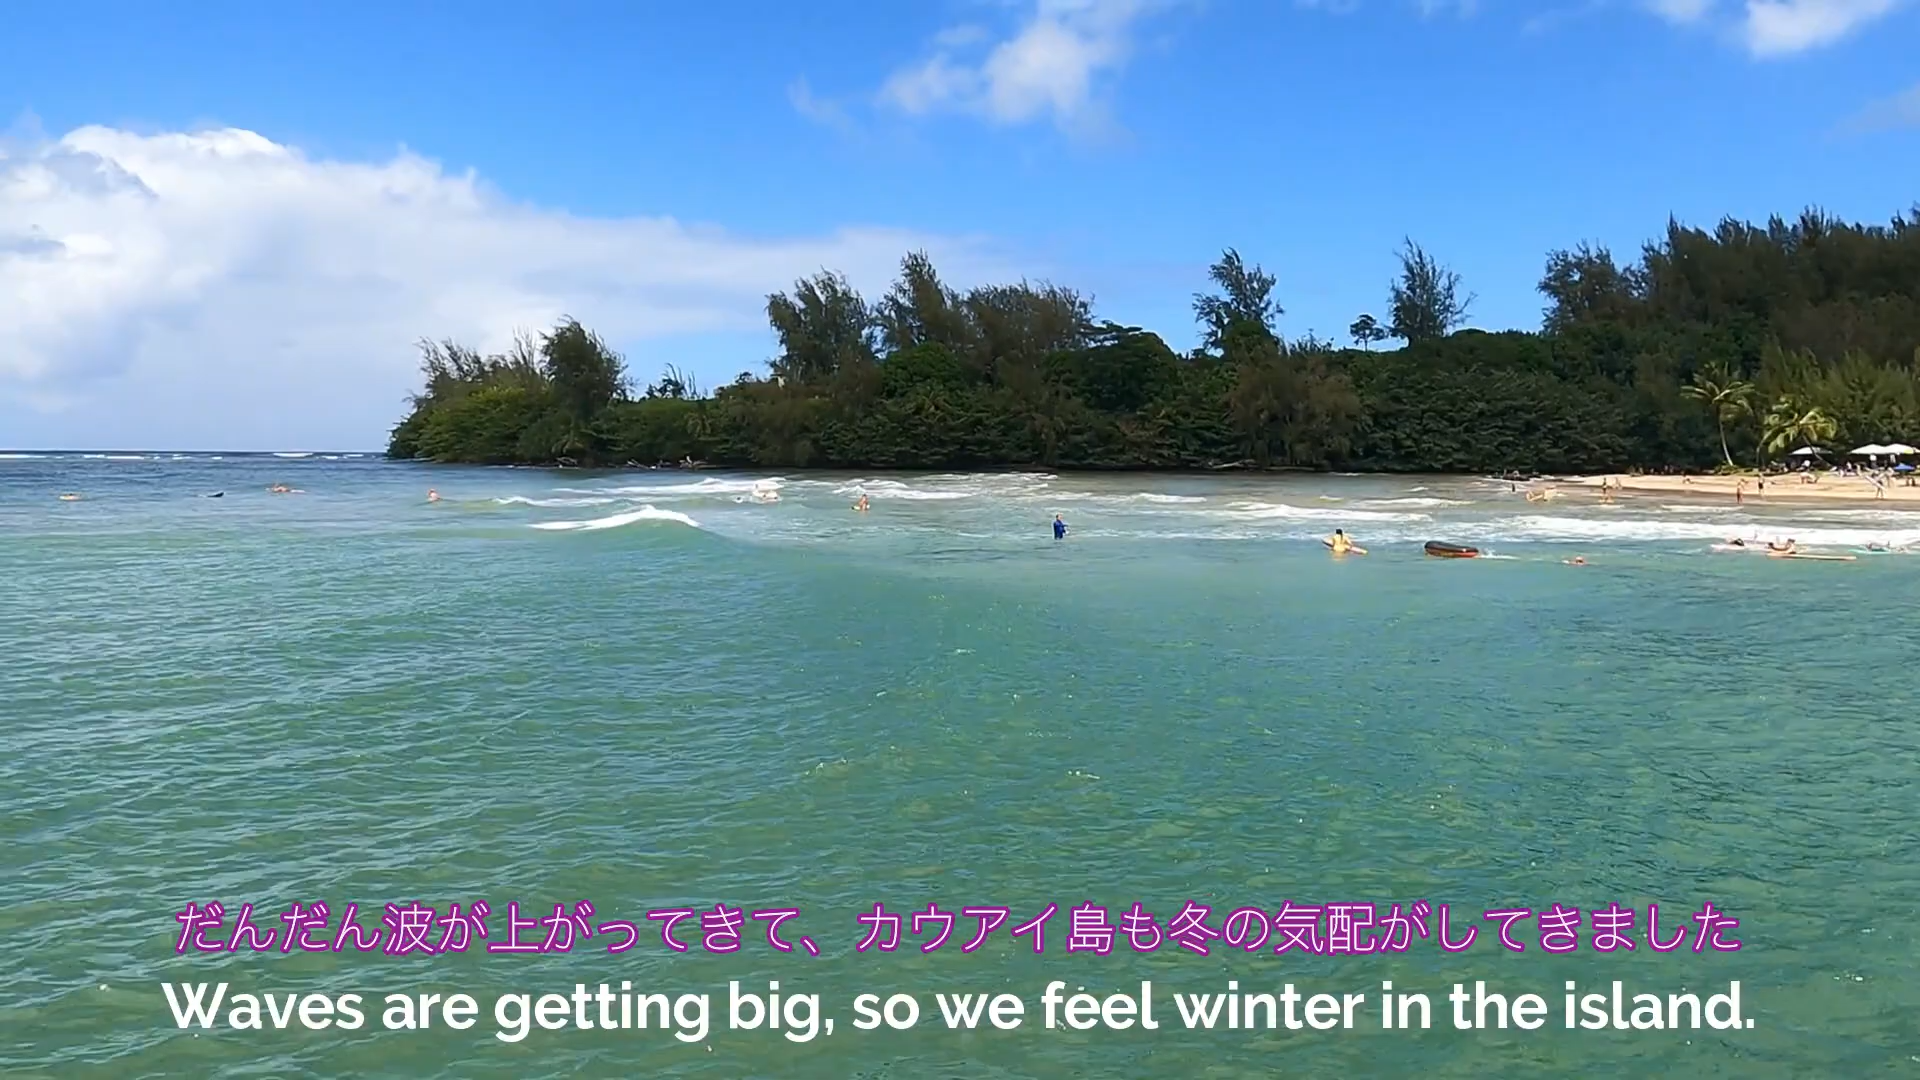 だんだん波が上がってきて、カウアイ島も冬の気配がしてきました
Waves are getting big, so we feel winter in the island.